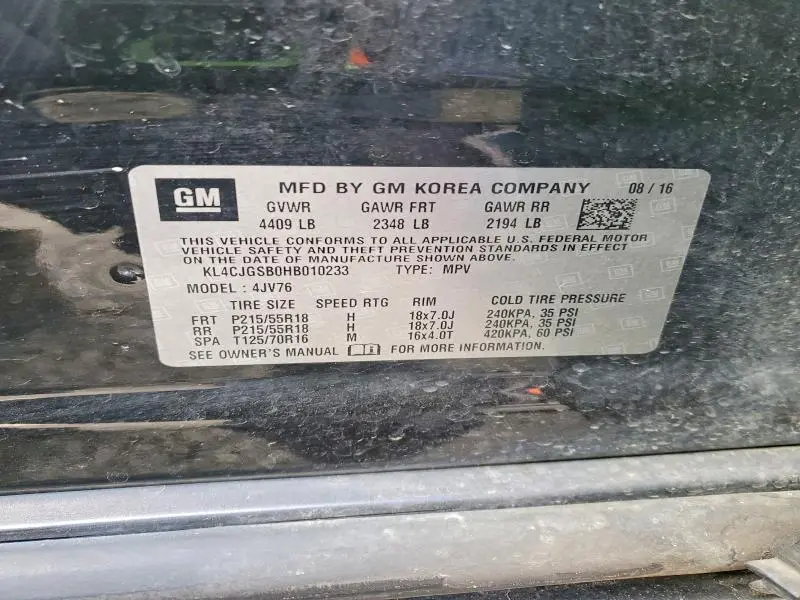 GM MFD BY GM KOREA COMPANY 08 / 16
GVWR GAWR FRT GAWR RR
4409 LB 2348 LB 2194 LB
THIS VEHICLE CONFORMS TO ALL APPLICABLE U.S. FEDERAL MOTOR
VEHICLE SAFETY AND THEFT PREVENTION STANDARDS IN EFFECT
ON THE DATE OF MANUFACTURE SHOWN ABOVE.
KL4CJGSB0HB010233 TYPE: MPV
MODEL : 4JV76
TIRE SIZE SPEED RTG RIM COLD TIRE PRESSURE
FRT P215/55R18 H 18x7.0J 240KPA, 35 PSI
RR P215/55R18 H 18x7.0J 240KPA, 35 PSI
SPA T125/70R16 M 16x4.0T 420KPA, 60 PSI
SEE OWNER'S MANUAL FOR MORE INFORMATION.